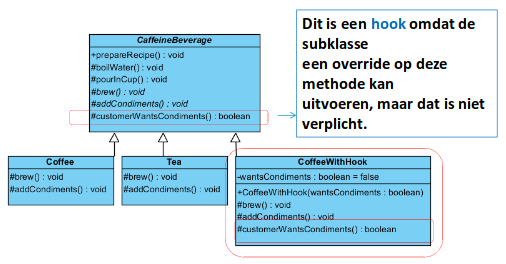 CaffeineBeverage
+prepareRecipe() : void
#boilWater() : void
#pourInCup() : void
#brew() : void
#addCondiments() : void
#customerWantsCondiments() : boolean
Dit is een hook omdat de
subklasse
een override op deze
methode kan
uitvoeren, maar dat is niet
verplicht.
Coffee
#brew() : void
#addCondiments() : void
Tea
#brew() : void
#addCondiments() : void
CoffeeWithHook
-wantsCondiments : boolean = false
+CoffeeWithHook(wantsCondiments : boolean)
#brew() : void
#addCondiments() : void
#customerWantsCondiments() : boolean